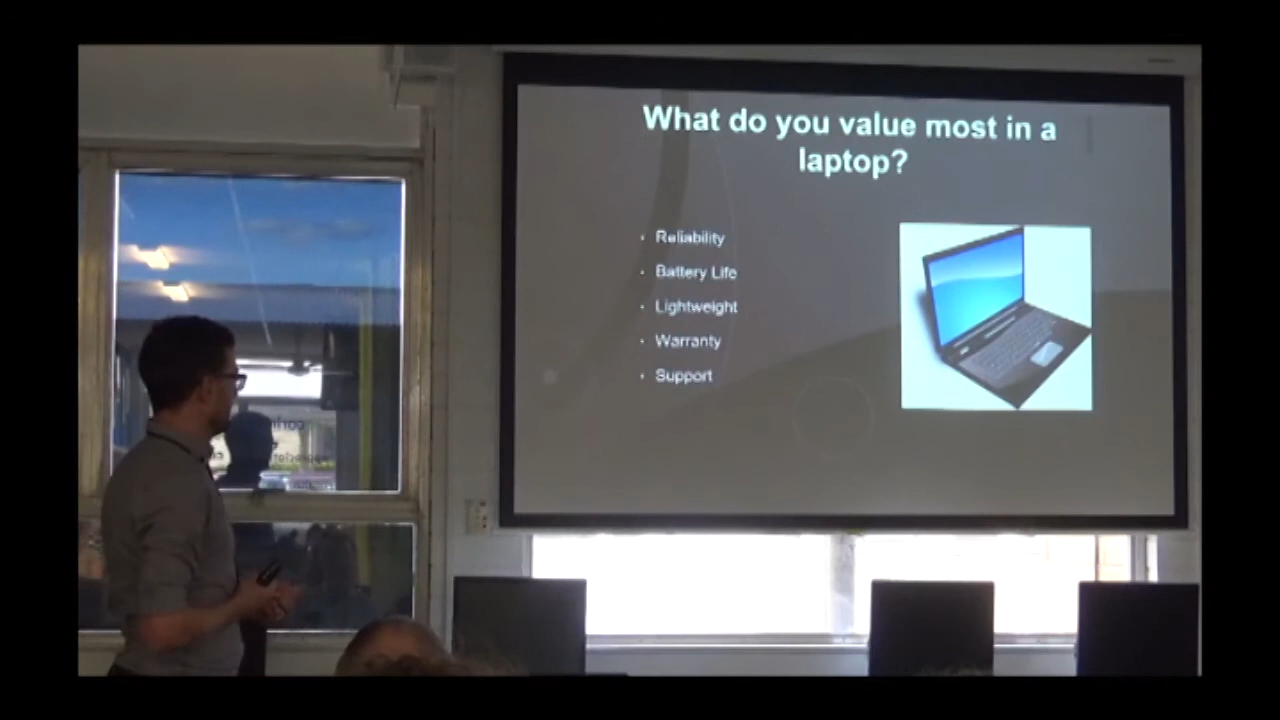 What do you value most in a
laptop?
· Reliability
· Battery Life
· Lightweight
· Warranty
· Support